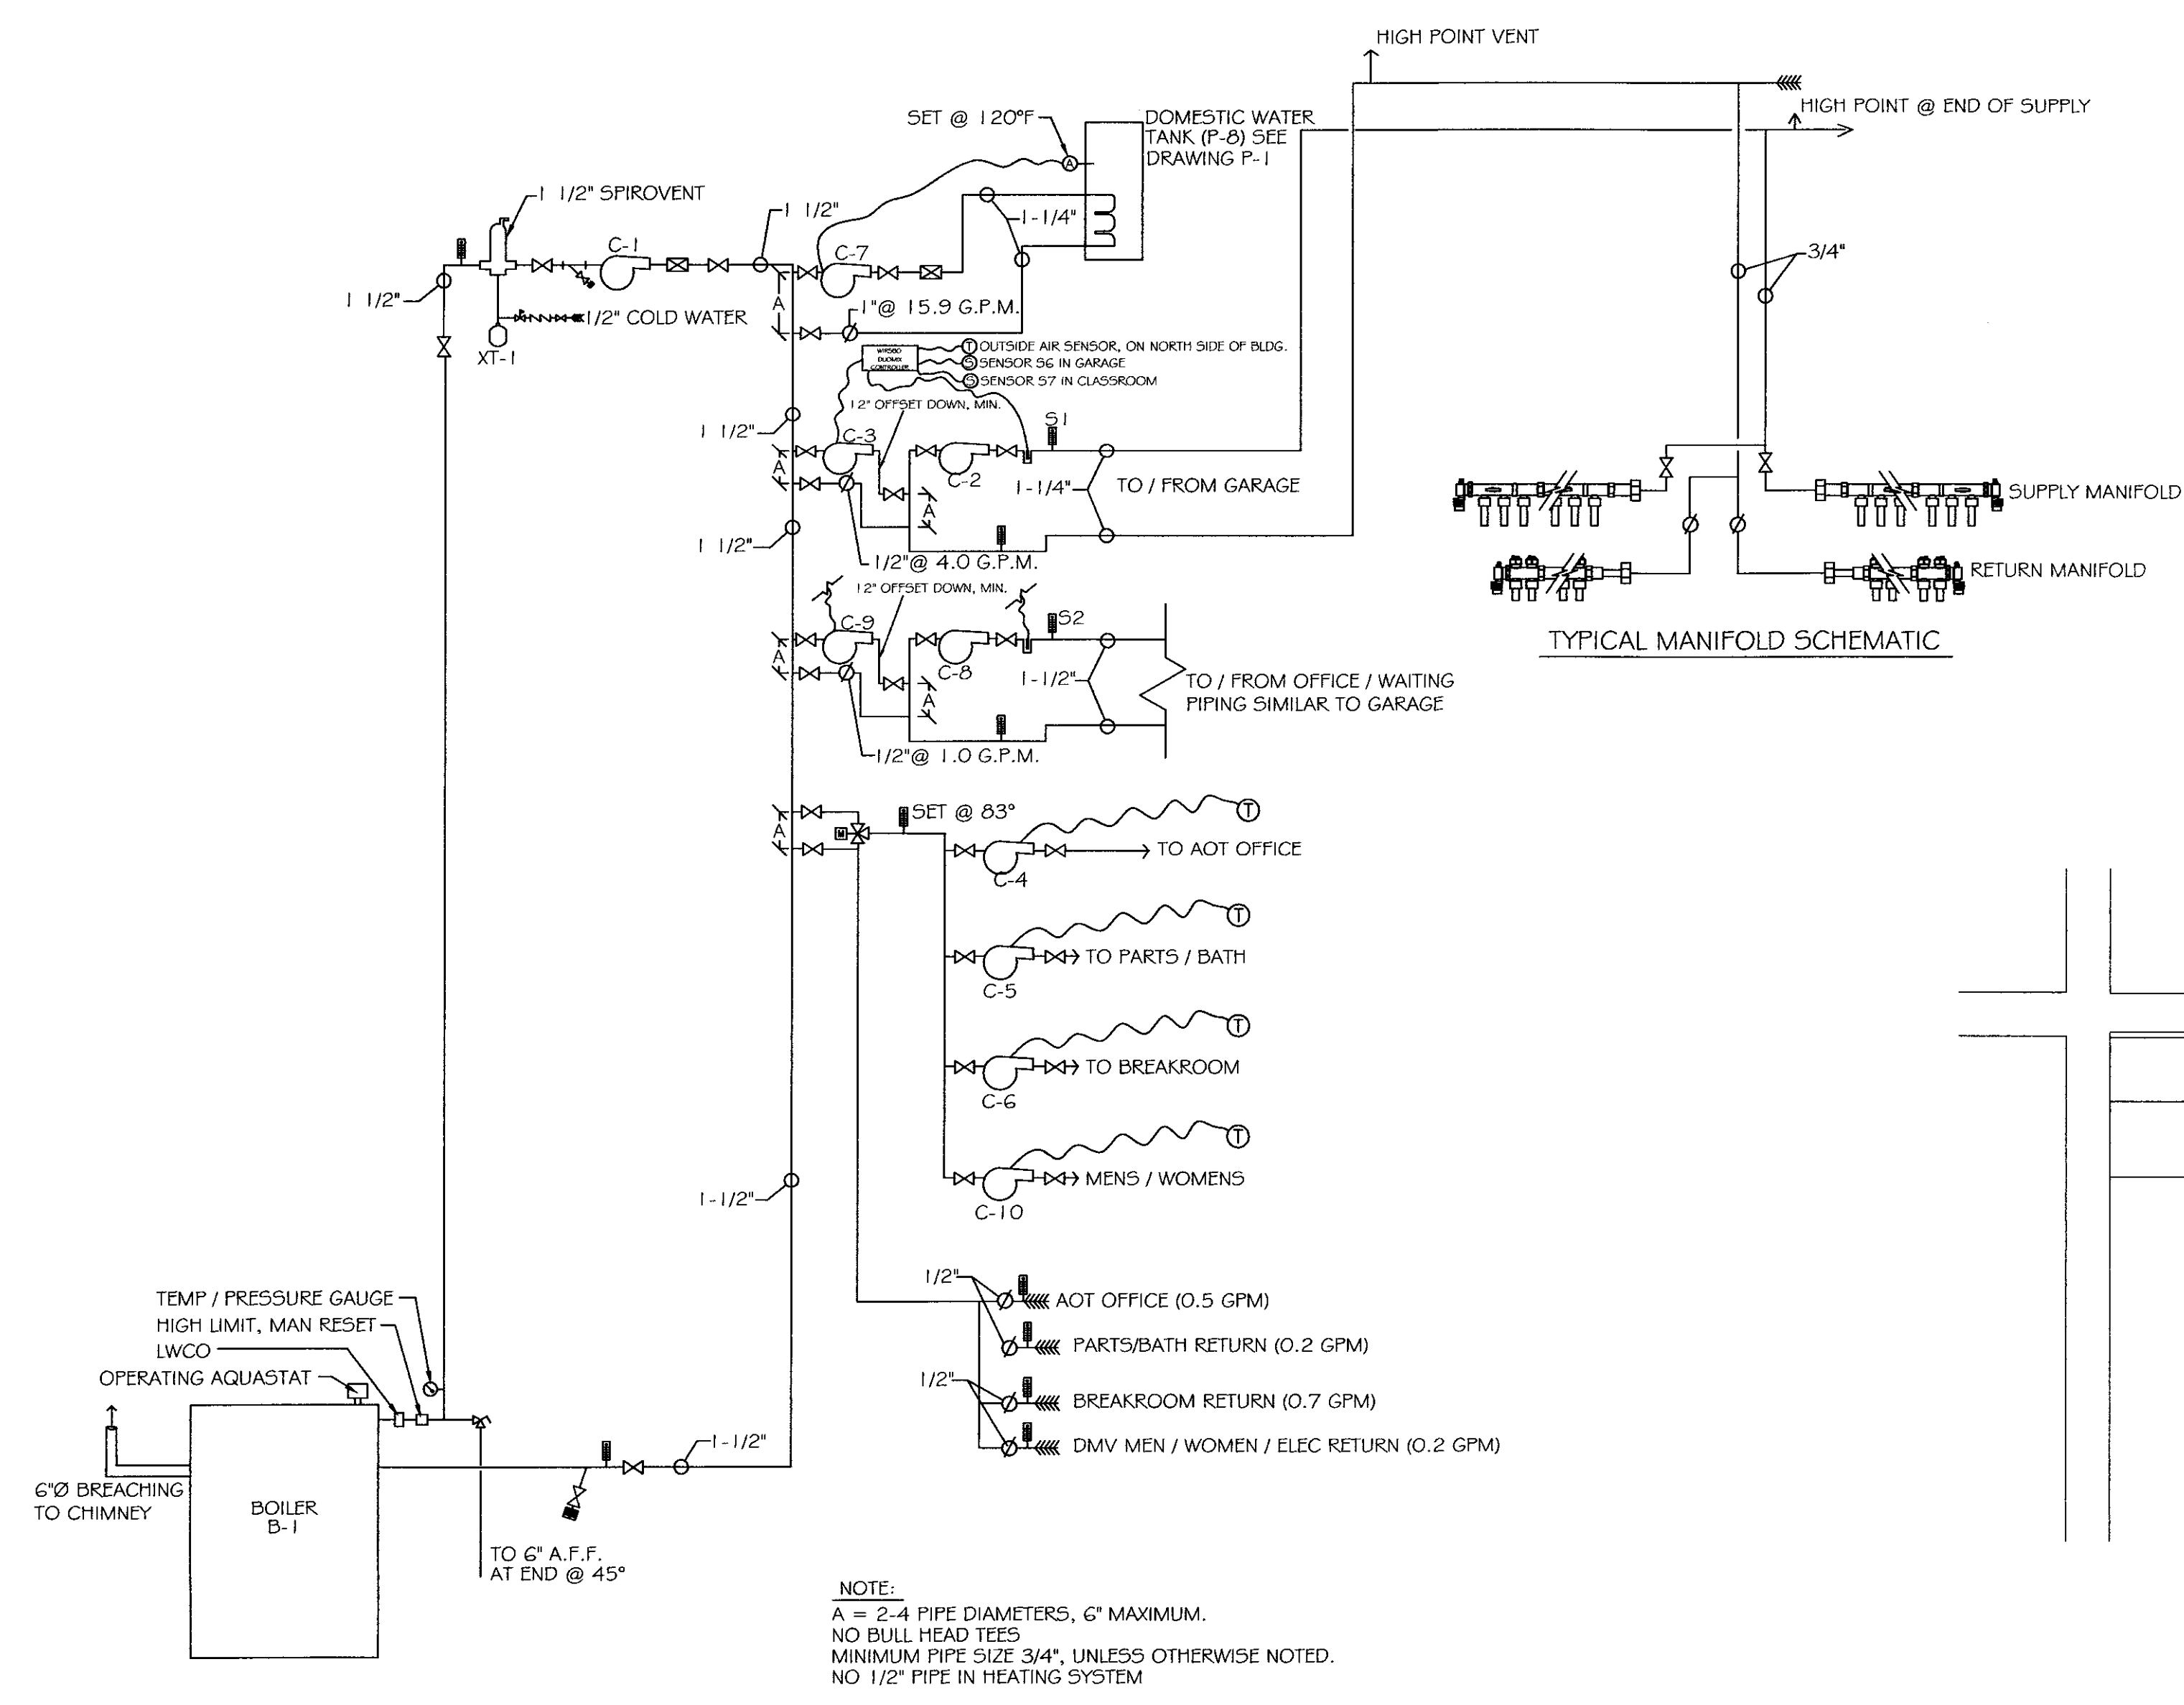 HIGH POINT VENT
HIGH POINT @ END OF SUPPLY
SET @ 120°F
A
DOMESTIC WATER
TANK (P-8) SEE
DRAWING P-1
1 1/2" SPIROVENT
1 1/2"
C-1
C-7
1-1/4"
3/4"
1 1/2"
A
1"@ 15.9 G.P.M.
1/2" COLD WATER
XT-1
WIRSBO
DUOMIX
CONTROLLER
T OUTSIDE AIR SENSOR, ON NORTH SIDE OF BLDG.
S SENSOR S6 IN GARAGE
S SENSOR S7 IN CLASSROOM
12" OFFSET DOWN, MIN.
1 1/2"
C-3
S1
A
C-2
1-1/4"
TO / FROM GARAGE
A
SUPPLY MANIFOLD
1 1/2"
1/2"@ 4.0 G.P.M.
RETURN MANIFOLD
12" OFFSET DOWN, MIN.
C-9
S2
TYPICAL MANIFOLD SCHEMATIC
A
C-8
1-1/2"
TO / FROM OFFICE / WAITING
PIPING SIMILAR TO GARAGE
A
1/2"@ 1.0 G.P.M.
SET @ 83°
T
A
M
TO AOT OFFICE
C-4
T
TO PARTS / BATH
C-5
T
TO BREAKROOM
C-6
T
MENS / WOMENS
C-10
1-1/2"
1/2"
AOT OFFICE (0.5 GPM)
PARTS/BATH RETURN (0.2 GPM)
1/2"
BREAKROOM RETURN (0.7 GPM)
DMV MEN / WOMEN / ELEC RETURN (0.2 GPM)
TEMP / PRESSURE GAUGE
HIGH LIMIT, MAN RESET
LWCO
OPERATING AQUASTAT
1-1/2"
6"Ø BREACHING
TO CHIMNEY
BOILER
B-1
TO 6" A.F.F.
AT END @ 45°
NOTE:
A = 2-4 PIPE DIAMETERS, 6" MAXIMUM.
NO BULL HEAD TEES
MINIMUM PIPE SIZE 3/4", UNLESS OTHERWISE NOTED.
NO 1/2" PIPE IN HEATING SYSTEM